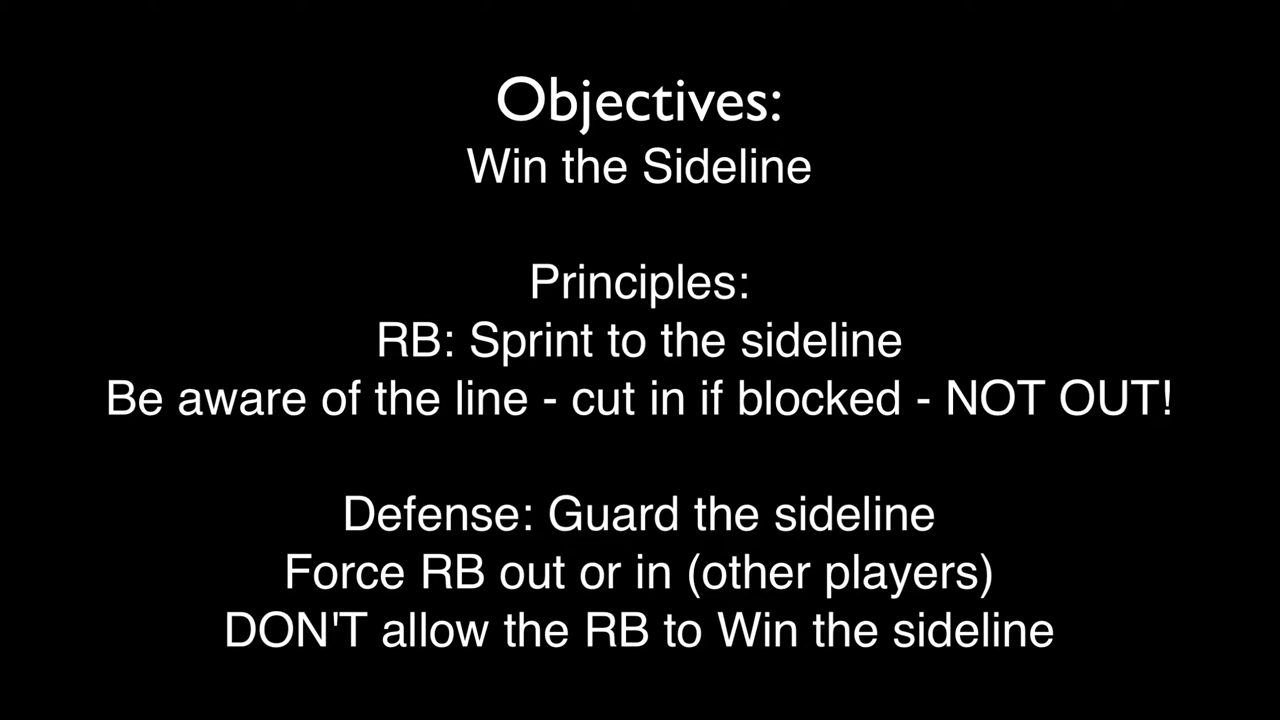 Objectives:
Win the Sideline
Principles:
RB: Sprint to the sideline
Be aware of the line - cut in if blocked - NOT OUT!
Defense: Guard the sideline
Force RB out or in (other players)
DON'T allow the RB to Win the sideline